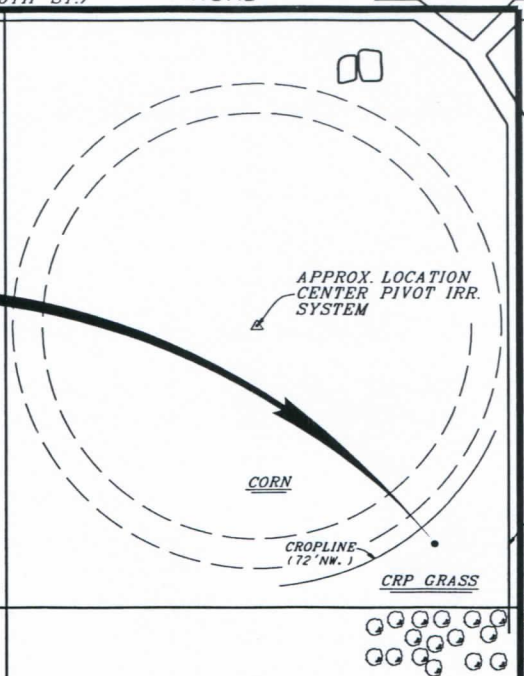 APPROX. LOCATION
CENTER PIVOT IRR.
SYSTEM
CORN
CROPLINE
(72'NW.)
CRP GRASS